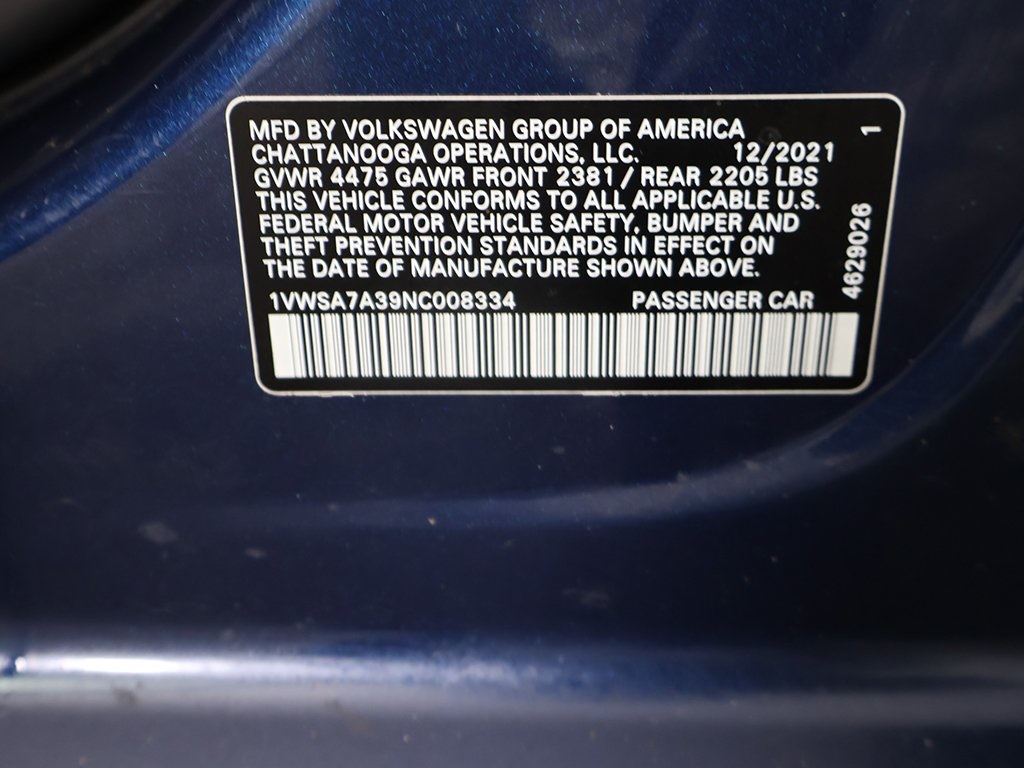 MFD BY VOLKSWAGEN GROUP OF AMERICA
CHATTANOOGA OPERATIONS, LLC. 12/2021
GVWR 4475 GAWR FRONT 2381 / REAR 2205 LBS
THIS VEHICLE CONFORMS TO ALL APPLICABLE U.S.
FEDERAL MOTOR VEHICLE SAFETY, BUMPER AND
THEFT PREVENTION STANDARDS IN EFFECT ON
THE DATE OF MANUFACTURE SHOWN ABOVE.
1VWSA7A39NC008334 PASSENGER CAR
4629026 1